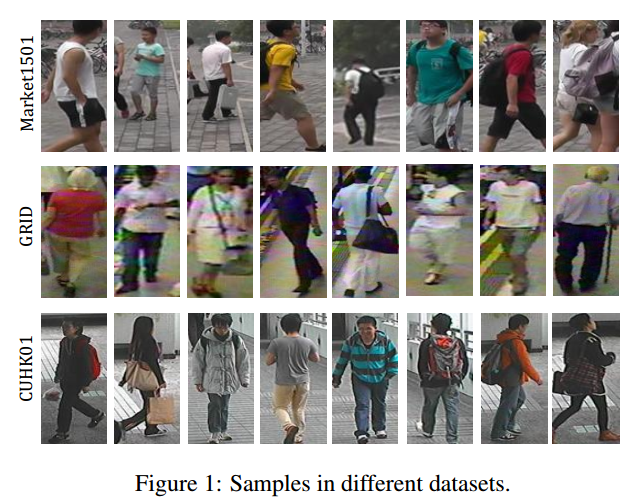 Market1501
GRID
CUHK01
Figure 1: Samples in different datasets.